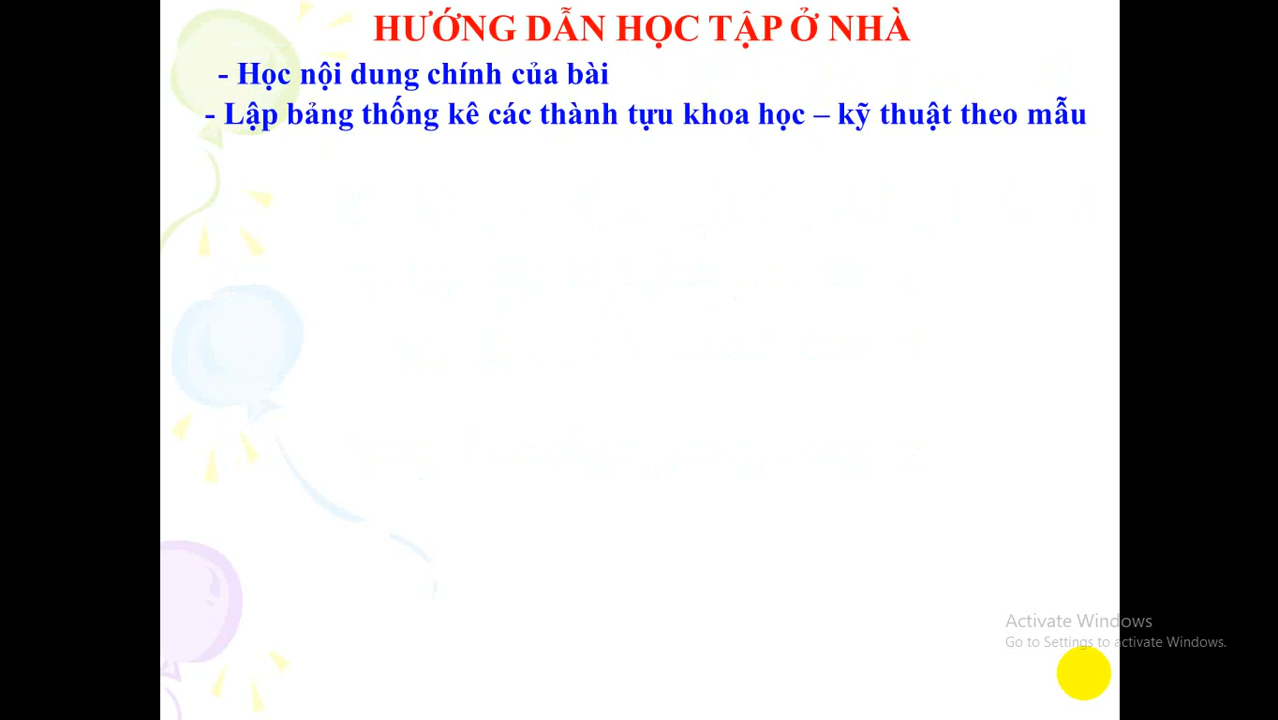 HƯỚNG DẪN HỌC TẬP Ở NHÀ
- Học nội dung chính của bài
- Lập bảng thống kê các thành tựu khoa học – kỹ thuật theo mẫu
Activate Windows
Go to Settings to activate Windows.